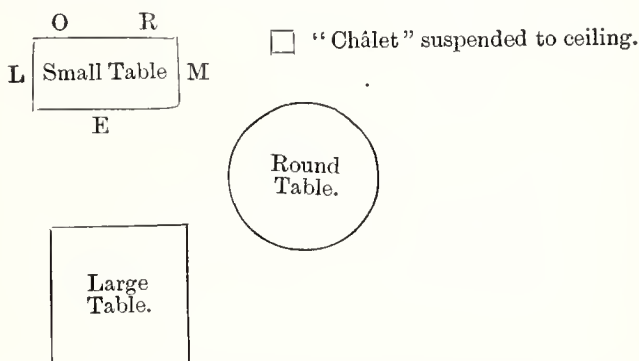 O R
“Châlet” suspended to ceiling.
L Small Table M
E
Round
Table.
Large
Table.